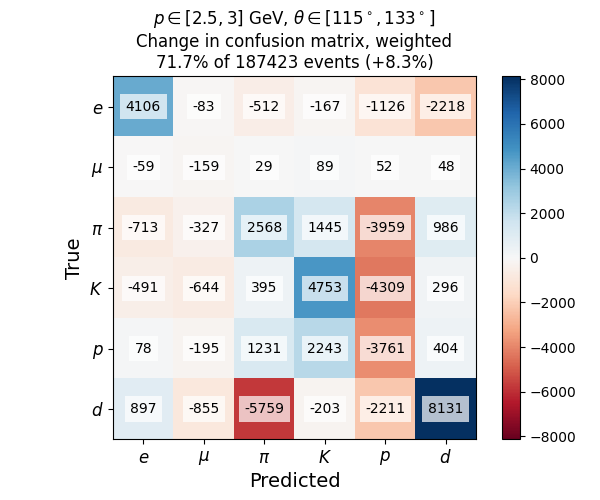 p ∈ [2.5, 3] GeV, θ ∈ [115°, 133°]
Change in confusion matrix, weighted
71.7% of 187423 events (+8.3%)
True
e 4106 -83 -512 -167 -1126 -2218
μ -59 -159 29 89 52 48
π -713 -327 2568 1445 -3959 986
K -491 -644 395 4753 -4309 296
p 78 -195 1231 2243 -3761 404
d 897 -855 -5759 -203 -2211 8131
e μ π K p d
Predicted
8000
6000
4000
2000
0
−2000
−4000
−6000
−8000